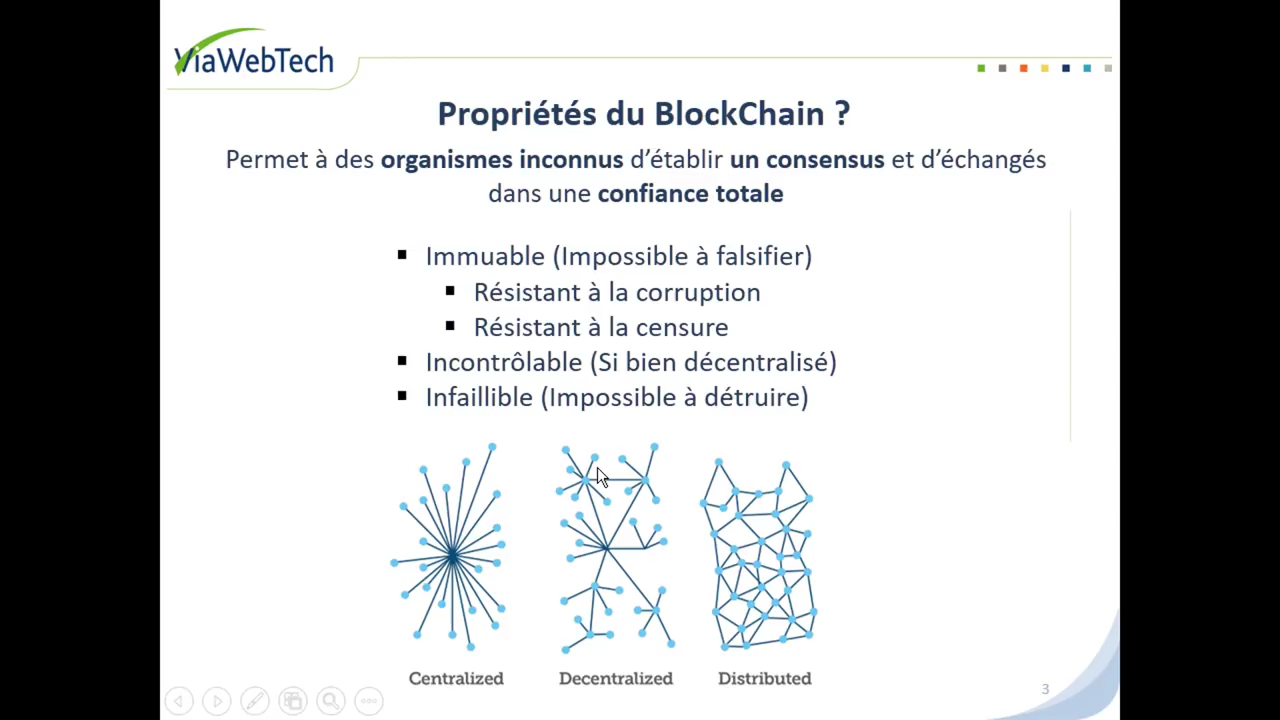 ViaWebTech
Propriétés du BlockChain ?
Permet à des organismes inconnus d’établir un consensus et d’échangés
dans une confiance totale
Immuable (Impossible à falsifier)
Résistant à la corruption
Résistant à la censure
Incontrôlable (Si bien décentralisé)
Infaillible (Impossible à détruire)
Centralized Decentralized Distributed
3